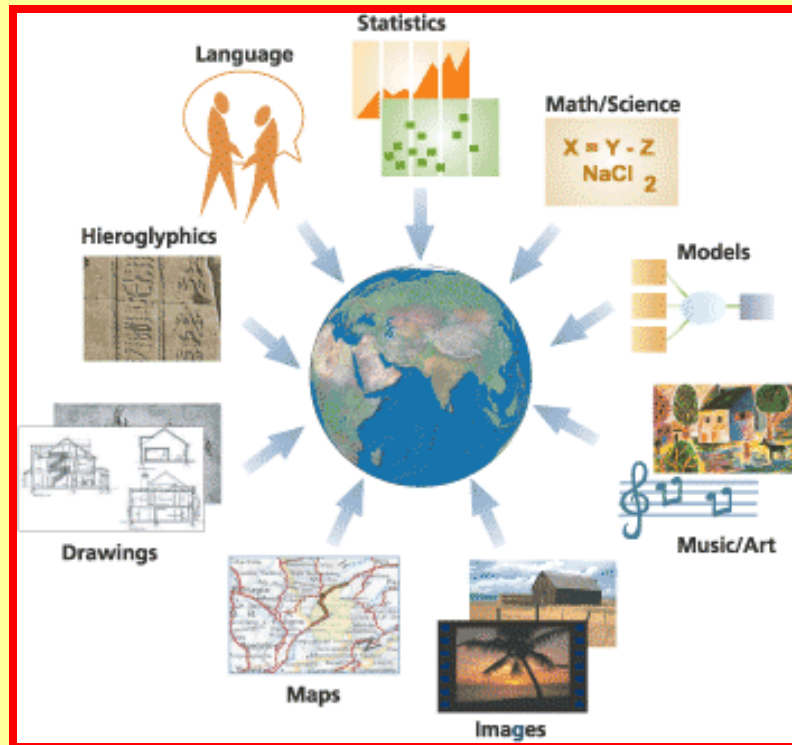 Statistics
Language
Math/Science
X = Y - Z
NaCl 2
Hieroglyphics
Models
Drawings
Music/Art
Maps
Images